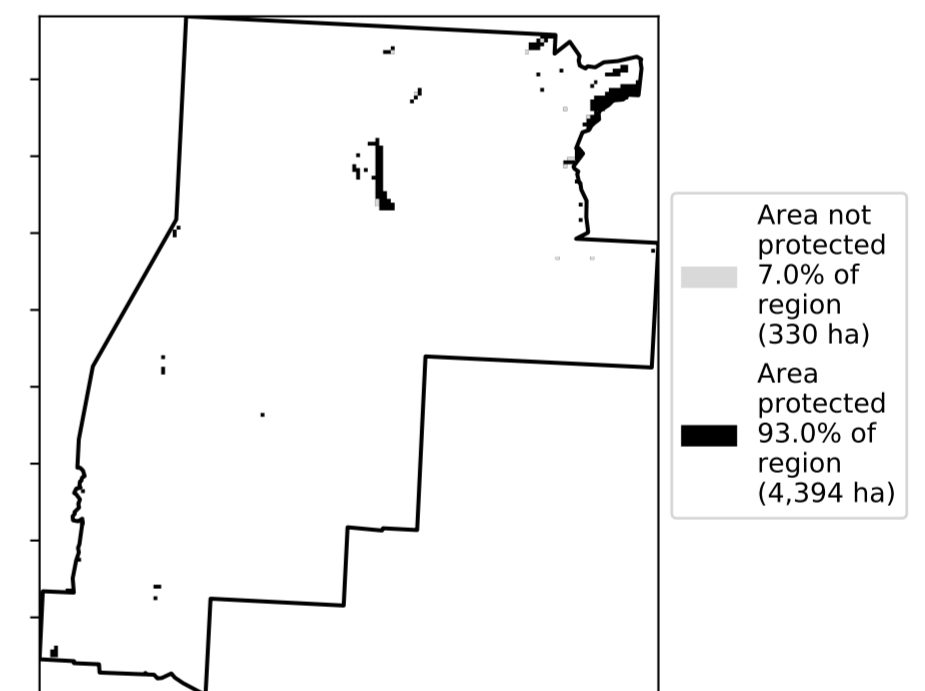 Area not
protected
7.0% of
region
(330 ha)
Area
protected
93.0% of
region
(4,394 ha)